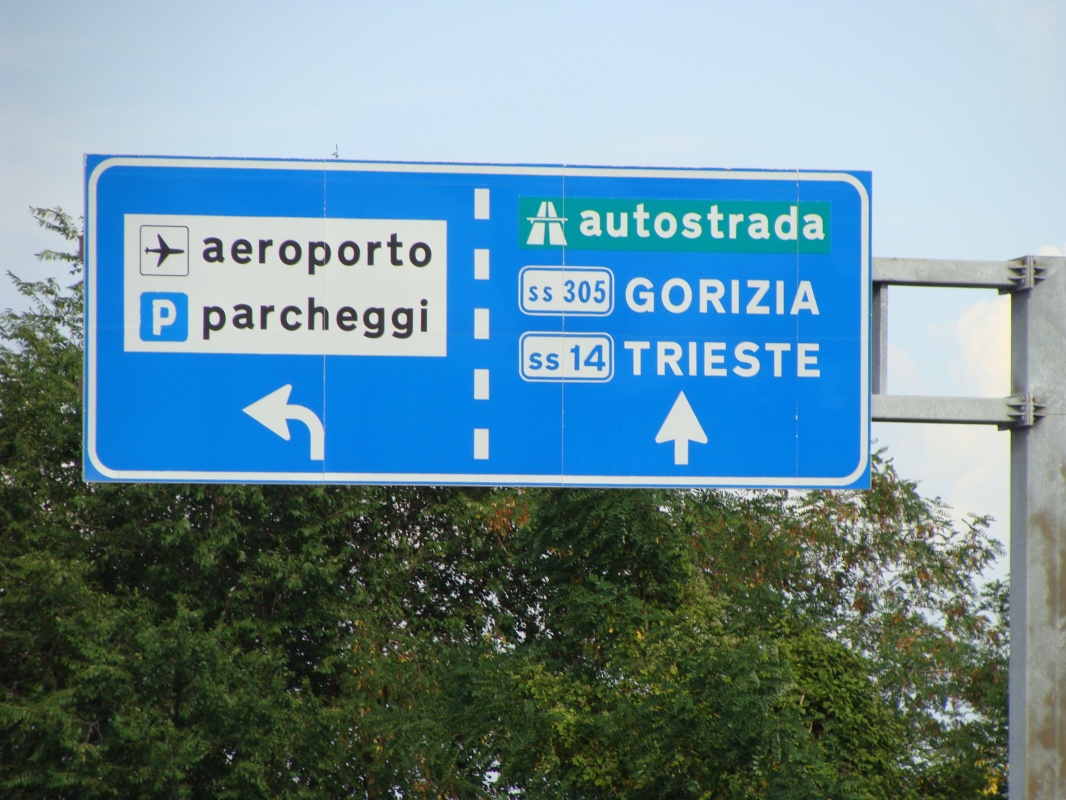 aeroporto
P parcheggi
autostrada
ss 305 GORIZIA
ss 14 TRIESTE